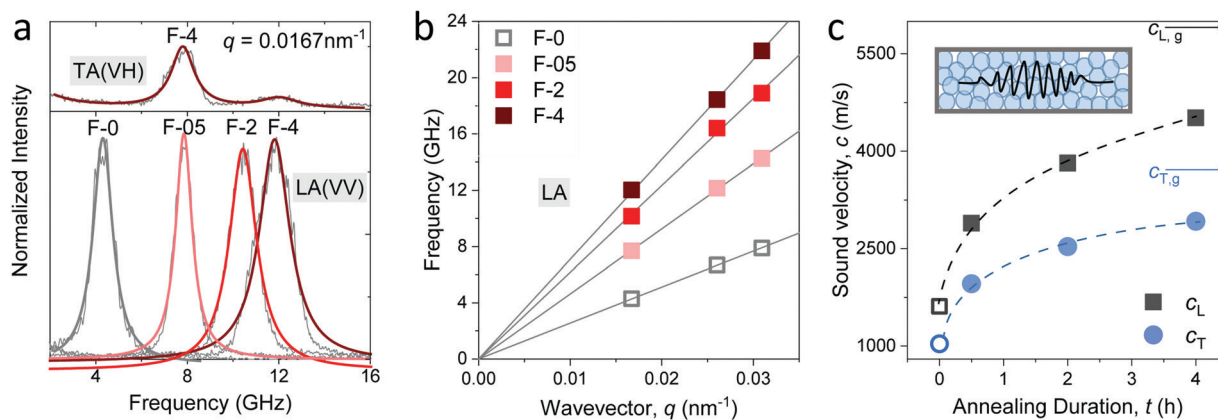 a
TA(VH)
F-4
q = 0.0167nm⁻¹
F-0
F-05
F-2
F-4
LA(VV)
Normalized Intensity
4
8
12
16
Frequency (GHz)
b
24
20
16
12
8
4
0
F-0
F-05
F-2
F-4
LA
Frequency (GHz)
0.00
0.01
0.02
0.03
Wavevector, q (nm⁻¹)
c
5500
4000
2500
1000
c_L, g
c_T,g
c_L
c_T
Sound velocity, c (m/s)
0
1
2
3
4
Annealing Duration, t (h)